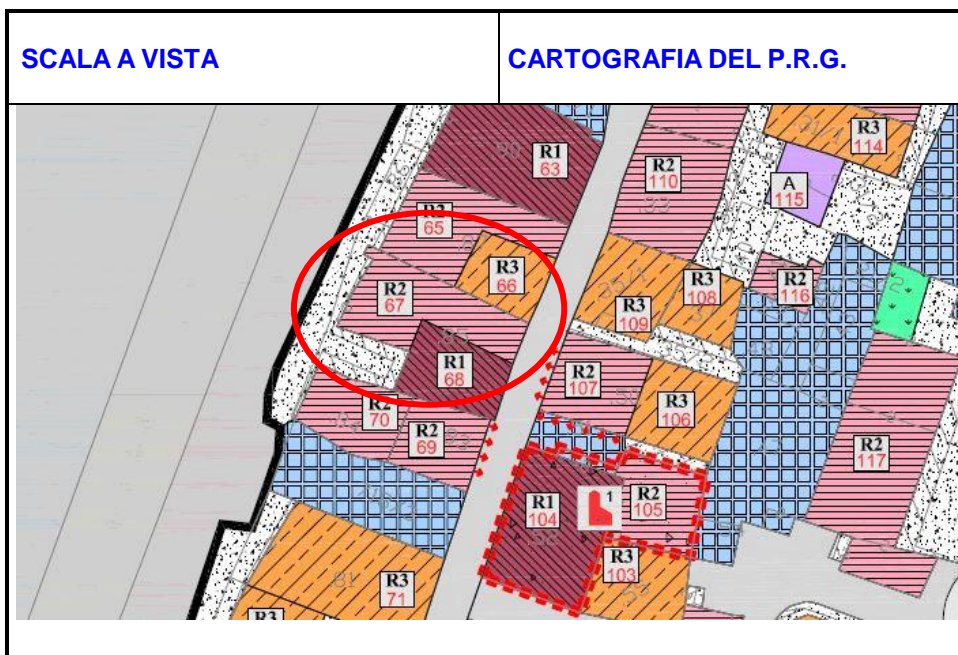 SCALA A VISTA
CARTOGRAFIA DEL P.R.G.
R1
63
R3
114
R2
110
A
115
R2
65
R3
66
R2
67
R3
108
R2
116
R3
109
R1
68
R2
107
R2
70
R2
69
R3
106
R2
117
R1
104
1
R2
105
R3
103
R3
71
R3